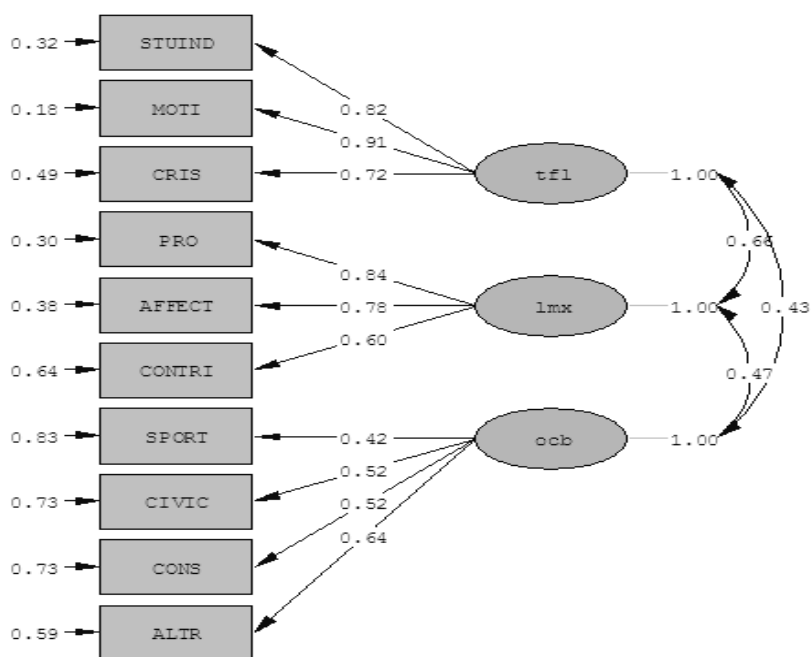 0.32 STUIND
0.82
0.18 MOTI
0.91
0.49 CRIS 0.72 tfl 1.00
0.30 PRO 0.66
0.84
0.38 AFFECT 0.78 lmx 1.00 0.43
0.60
0.64 CONTRI 0.47
0.83 SPORT 0.42 ocb 1.00
0.52
0.73 CIVIC 0.52
0.64
0.73 CONS
0.59 ALTR